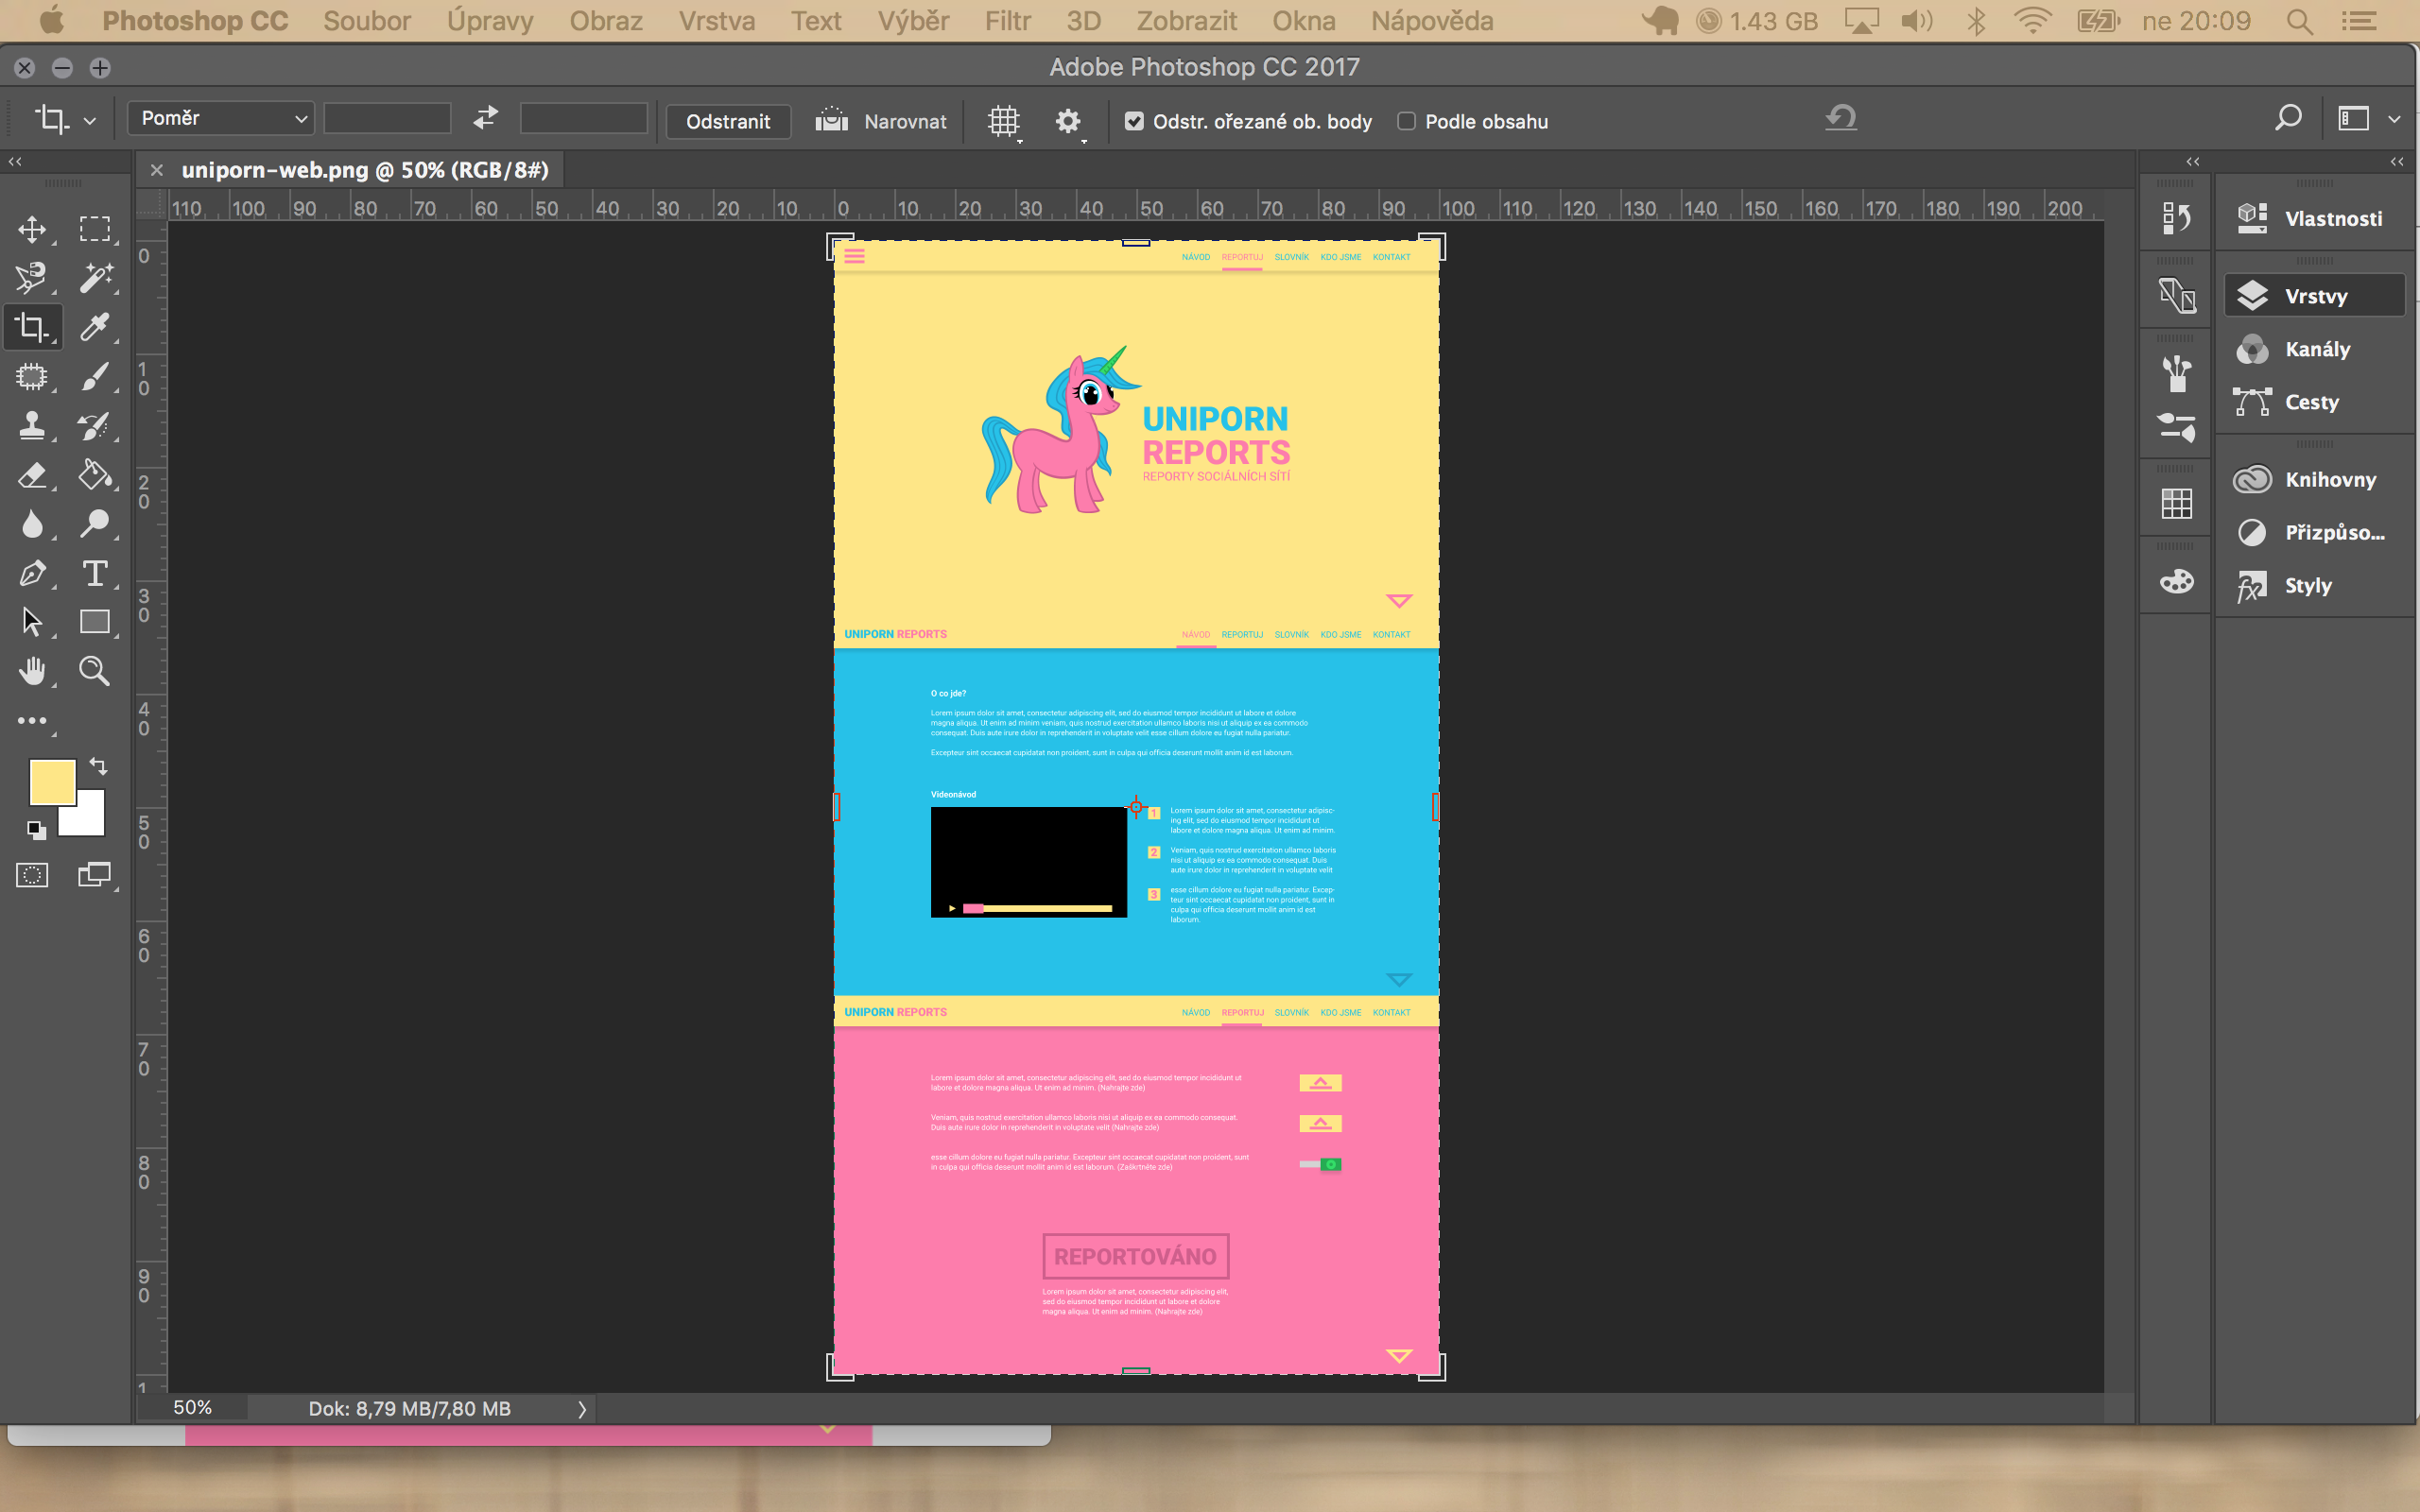 Photoshop CC Soubor Úpravy Obraz Vrstva Text Výběr Filtr 3D Zobrazit Okna Nápověda 1.43 GB ne 20:09
Adobe Photoshop CC 2017
Poměr Odstranit Narovnat Odstr. ořezané ob. body Podle obsahu
uniporn-web.png @ 50% (RGB/8#)
110 100 90 80 70 60 50 40 30 20 10 0 10 20 30 40 50 60 70 80 90 100 110 120 130 140 150 160 170 180 190 200
0
10
20
30
40
50
60
70
80
90
1
Vlastnosti
Vrstvy
Kanály
Cesty
Knihovny
Přizpůso...
Styly
NÁVOD REPORTUJ SLOVNÍK KDO JSME KONTAKT
UNIPORN
REPORTS
REPORTY SOCIÁLNÍCH SÍTÍ
UNIPORN REPORTS NÁVOD REPORTUJ SLOVNÍK KDO JSME KONTAKT
O co jde?
Lorem ipsum dolor sit amet, consectetur adipiscing elit, sed do eiusmod tempor incididunt ut labore et dolore
magna aliqua. Ut enim ad minim veniam, quis nostrud exercitation ullamco laboris nisi ut aliquip ex ea commodo
consequat. Duis aute irure dolor in reprehenderit in voluptate velit esse cillum dolore eu fugiat nulla pariatur.
Excepteur sint occaecat cupidatat non proident, sunt in culpa qui officia deserunt mollit anim id est laborum.
Videonávod
1 Lorem ipsum dolor sit amet, consectetur adipisc-
ing elit, sed do eiusmod tempor incididunt ut
labore et dolore magna aliqua. Ut enim ad minim.
2 Veniam, quis nostrud exercitation ullamco laboris
nisi ut aliquip ex ea commodo consequat. Duis
aute irure dolor in reprehenderit in voluptate velit
3 esse cillum dolore eu fugiat nulla pariatur. Excep-
teur sint occaecat cupidatat non proident, sunt in
culpa qui officia deserunt mollit anim id est
laborum.
UNIPORN REPORTS NÁVOD REPORTUJ SLOVNÍK KDO JSME KONTAKT
Lorem ipsum dolor sit amet, consectetur adipiscing elit, sed do eiusmod tempor incididunt ut
labore et dolore magna aliqua. Ut enim ad minim. (Nahrajte zde)
Veniam, quis nostrud exercitation ullamco laboris nisi ut aliquip ex ea commodo consequat.
Duis aute irure dolor in reprehenderit in voluptate velit (Nahrajte zde)
esse cillum dolore eu fugiat nulla pariatur. Excepteur sint occaecat cupidatat non proident, sunt
in culpa qui officia deserunt mollit anim id est laborum. (Zaškrtněte zde)
REPORTOVÁNO
Lorem ipsum dolor sit amet, consectetur adipiscing elit,
sed do eiusmod tempor incididunt ut labore et dolore
magna aliqua. Ut enim ad minim. (Nahrajte zde)
50% Dok: 8,79 MB/7,80 MB